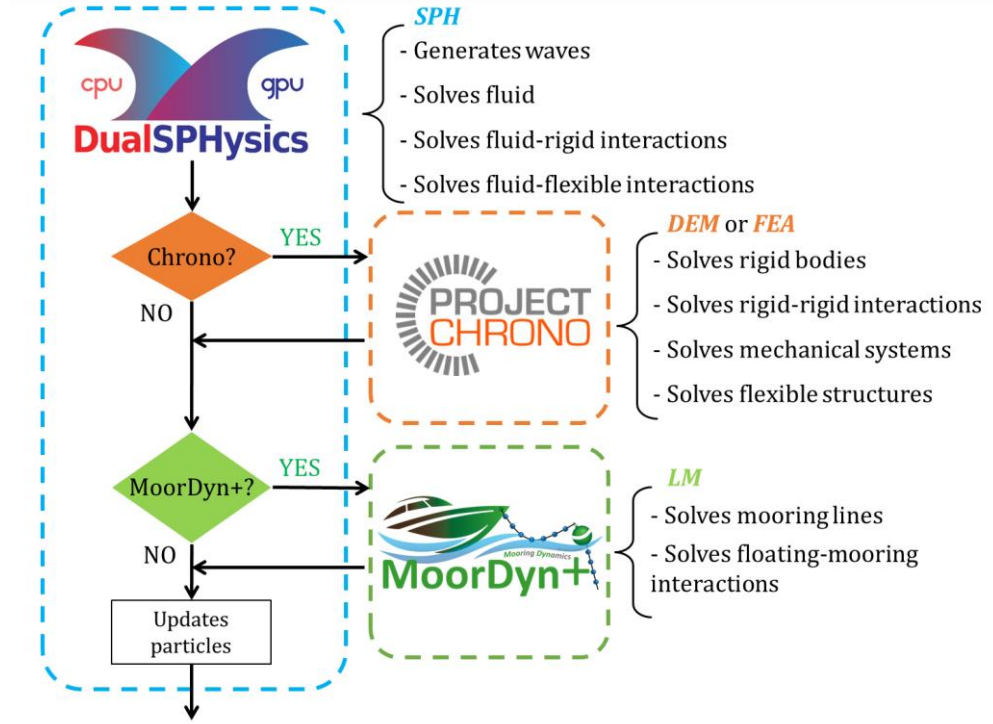 SPH
- Generates waves
- Solves fluid
- Solves fluid-rigid interactions
- Solves fluid-flexible interactions
cpu
gpu
DualSPHysics
Chrono?
YES
NO
PROJECT
CHRONO
DEM or FEA
- Solves rigid bodies
- Solves rigid-rigid interactions
- Solves mechanical systems
- Solves flexible structures
MoorDyn+?
YES
NO
Mooring Dynamics
MoorDyn+
LM
- Solves mooring lines
- Solves floating-mooring
interactions
Updates
particles